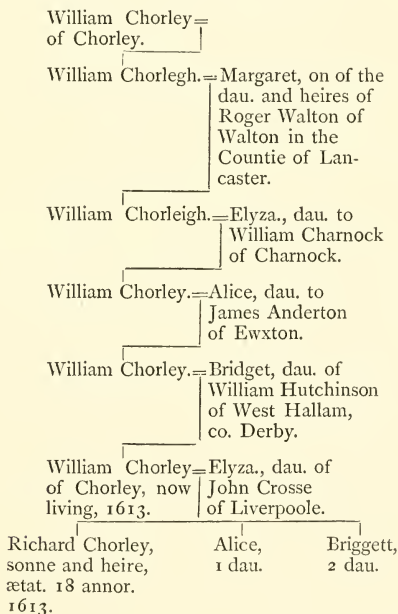 William Chorley=
of Chorley.
William Chorlegh.=Margaret, on of the
dau. and heires of
Roger Walton of
Walton in the
Countie of Lan-
caster.
William Chorleigh.=Elyza., dau. to
William Charnock
of Charnock.
William Chorley.=Alice, dau. to
James Anderton
of Ewxton.
William Chorley.=Bridget, dau. of
William Hutchinson
of West Hallam,
co. Derby.
William Chorley=Elyza., dau. of
of Chorley, now John Crosse
living, 1613. of Liverpoole.
Richard Chorley, Alice, Briggett,
sonne and heire, 1 dau. 2 dau.
ætat. 18 annor.
1613.